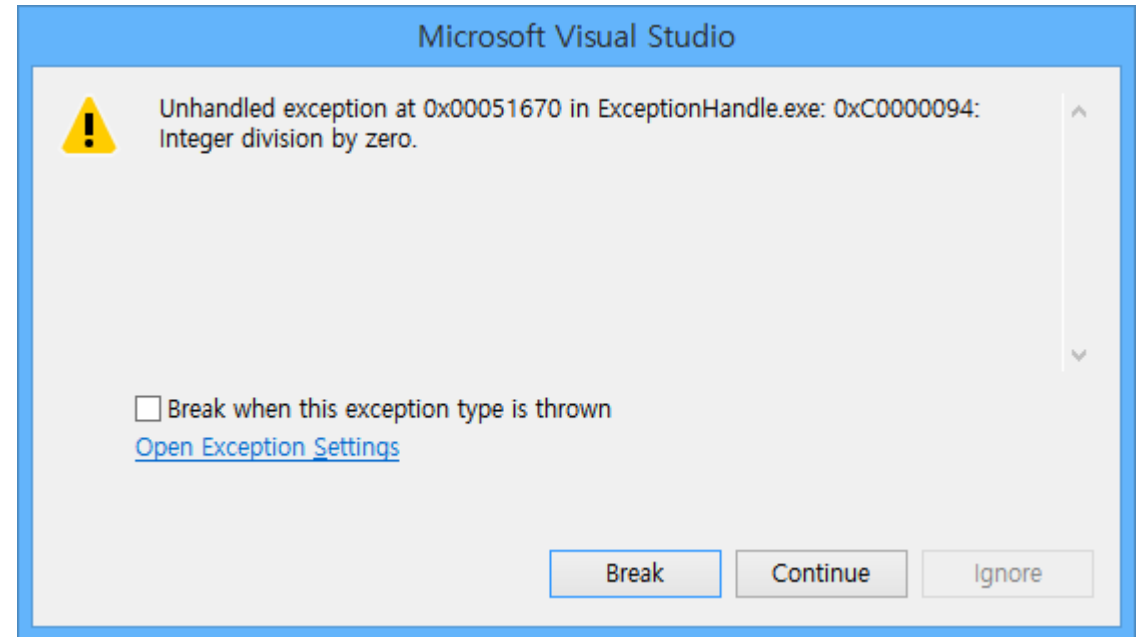 Microsoft Visual Studio
Unhandled exception at 0x00051670 in ExceptionHandle.exe: 0xC0000094:
Integer division by zero.
Break when this exception type is thrown
Open Exception Settings
Break
Continue
Ignore